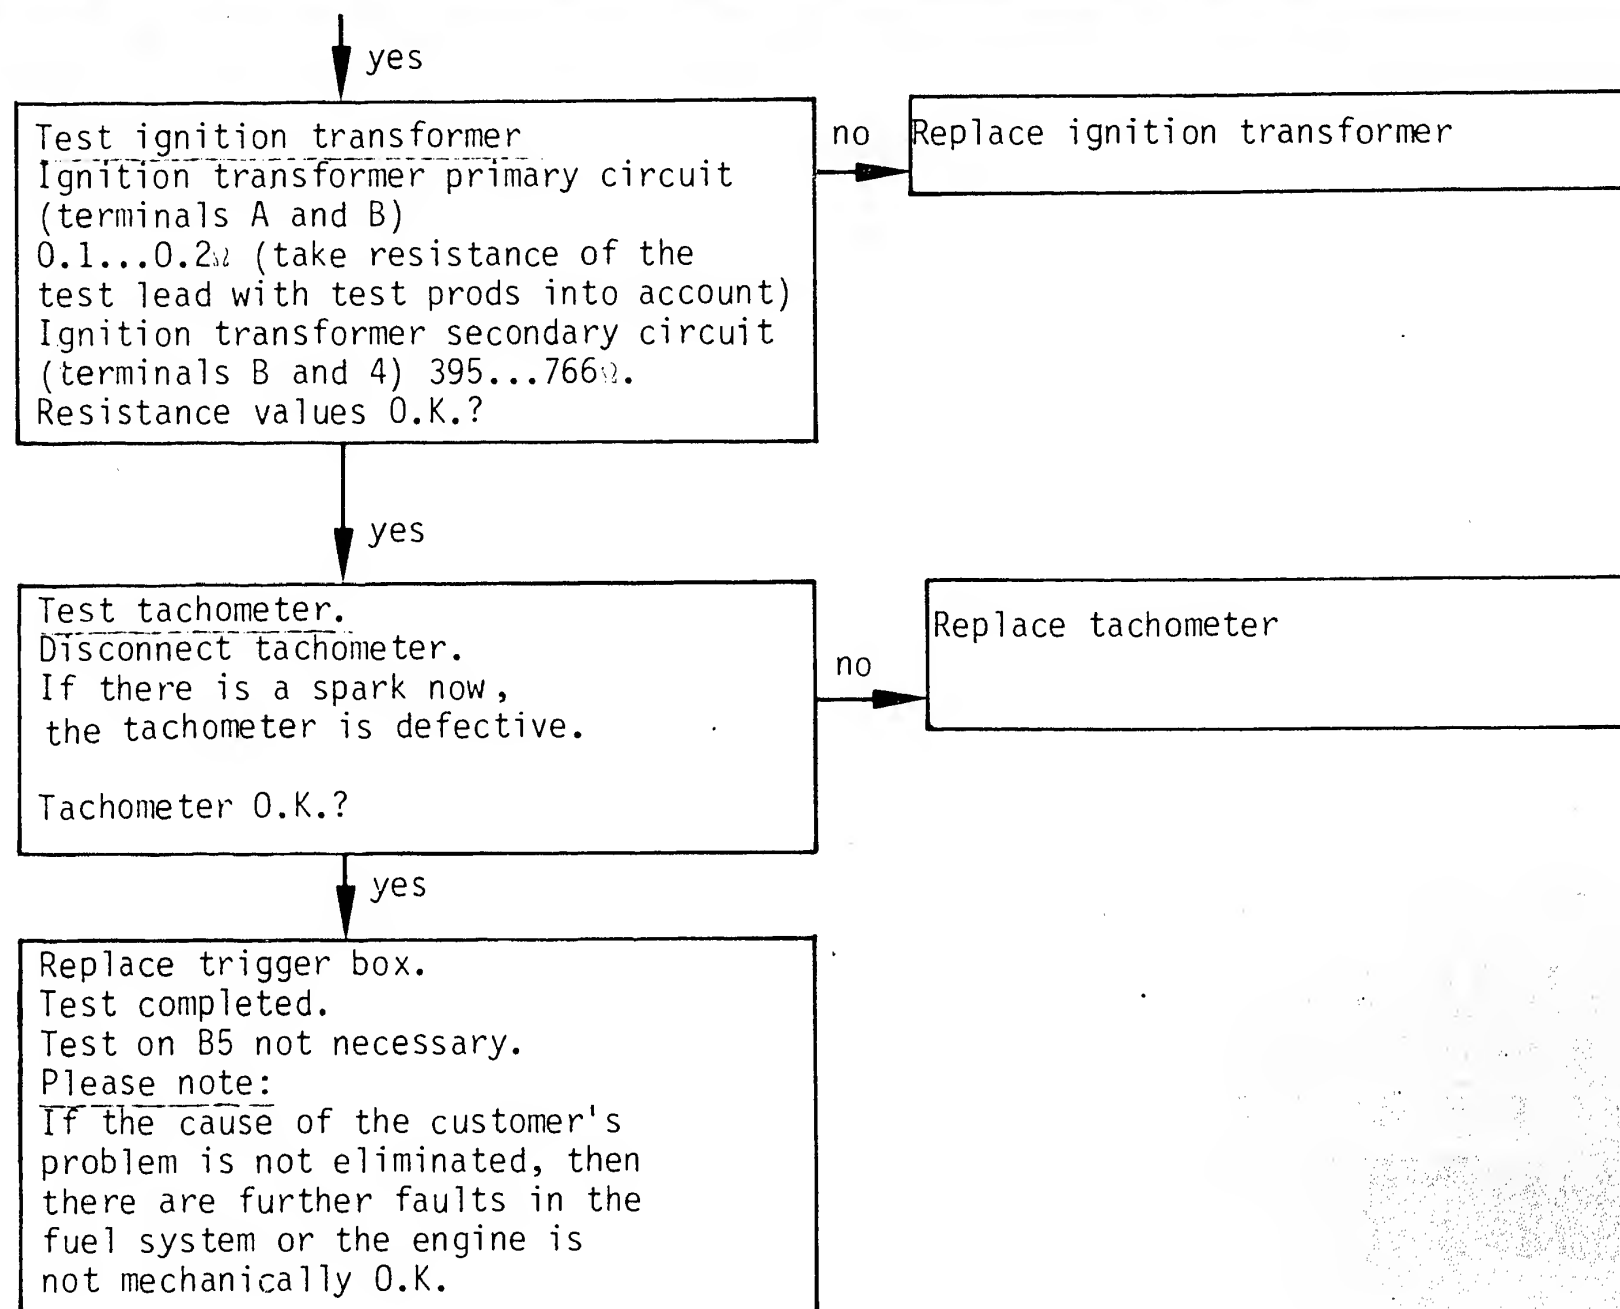 yes
Test ignition transformer
Ignition transformer primary circuit
(terminals A and B)
0.1...0.2Ω (take resistance of the
test lead with test prods into account)
Ignition transformer secondary circuit
(terminals B and 4) 395...766Ω.
Resistance values O.K.?
no
Replace ignition transformer
yes
Test tachometer.
Disconnect tachometer.
If there is a spark now,
the tachometer is defective.
Tachometer O.K.?
no
Replace tachometer
yes
Replace trigger box.
Test completed.
Test on B5 not necessary.
Please note:
If the cause of the customer's
problem is not eliminated, then
there are further faults in the
fuel system or the engine is
not mechanically O.K.